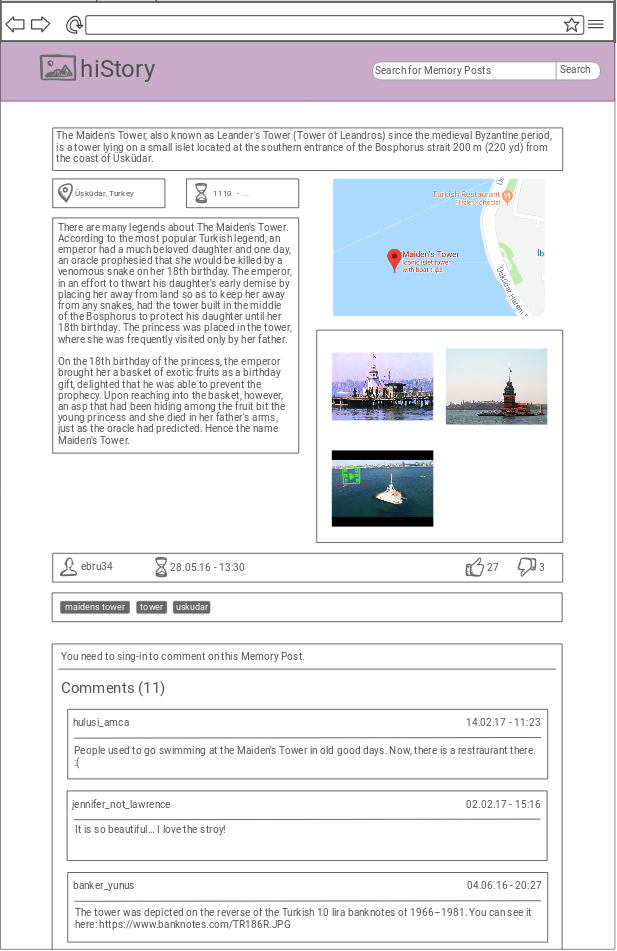 hiStory
Search for Memory Posts
Search
The Maiden's Tower, also known as Leander's Tower (Tower of Leandros) since the medieval Byzantine period,
is a tower lying on a small islet located at the southern entrance of the Bosphorus strait 200 m (220 yd) from
the coast of Üsküdar.
Üsküdar, Turkey
1110 - ...
There are many legends about The Maiden's Tower.
According to the most popular Turkish legend, an
emperor had a much beloved daughter and one day,
an oracle prophesied that she would be killed by a
venomous snake on her 18th birthday. The emperor,
in an effort to thwart his daughter's early demise by
placing her away from land so as to keep her away
from any snakes, had the tower built in the middle
of the Bosphorus to protect his daughter until her
18th birthday. The princess was placed in the tower,
where she was frequently visited only by her father.
On the 18th birthday of the princess, the emperor
brought her a basket of exotic fruits as a birthday
gift, delighted that he was able to prevent the
prophecy. Upon reaching into the basket, however,
an asp that had been hiding among the fruit bit the
young princess and she died in her father's arms,
just as the oracle had predicted. Hence the name
Maiden's Tower.
Turkish Restaurant
Filizler Köftecisi
Maiden's Tower
Iconic islet tower
with boat trips
Üsküdar Harem
ebru34
28.05.16 - 13:30
27
3
maidens tower
tower
uskudar
You need to sing-in to comment on this Memory Post.
Comments (11)
hulusi_amca
14.02.17 - 11:23
People used to go swimming at the Maiden's Tower in old good days. Now, there is a restraurant there.
:(
jennifer_not_lawrence
02.02.17 - 15:16
It is so beautiful... I love the stroy!
banker_yunus
04.06.16 - 20:27
The tower was depicted on the reverse of the Turkish 10 lira banknotes of 1966–1981. You can see it
here: https://www.banknotes.com/TR186R.JPG